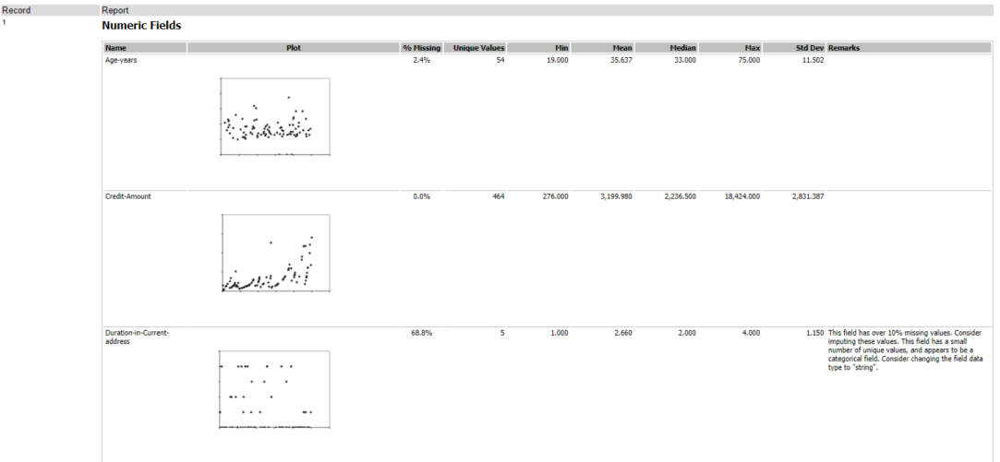 Record Report
1 Numeric Fields
Name Plot % Missing Unique Values Min Mean Median Max Std Dev Remarks
Age-years 2.4% 54 19.000 35.637 33.000 75.000 11.502
Credit-Amount 0.0% 464 276.000 3,199.980 2,236.500 18,424.000 2,831.387
Duration-in-Current- 68.8% 5 1.000 2.660 2.000 4.000 1.150 This field has over 10% missing values. Consider
address imputing these values. This field has a small
number of unique values, and appears to be a
categorical field. Consider changing the field data
type to "string".